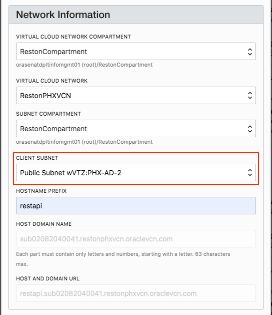 Network Information
VIRTUAL CLOUD NETWORK COMPARTMENT
RestonCompartment
orasenatdpltinfomgmt01 (root)/RestonCompartment
VIRTUAL CLOUD NETWORK
RestonPHXVCN
SUBNET COMPARTMENT
RestonCompartment
orasenatdpltinfomgmt01 (root)/RestonCompartment
CLIENT SUBNET
Public Subnet wVTZ:PHX-AD-2
HOSTNAME PREFIX
restapi
HOST DOMAIN NAME
sub02082040041.restonphxvcn.oraclevcn.com
Each part must contain only letters and numbers, starting with a letter. 63 characters
max.
HOST AND DOMAIN URL
restapi.sub02082040041.restonphxvcn.oraclevcn.com